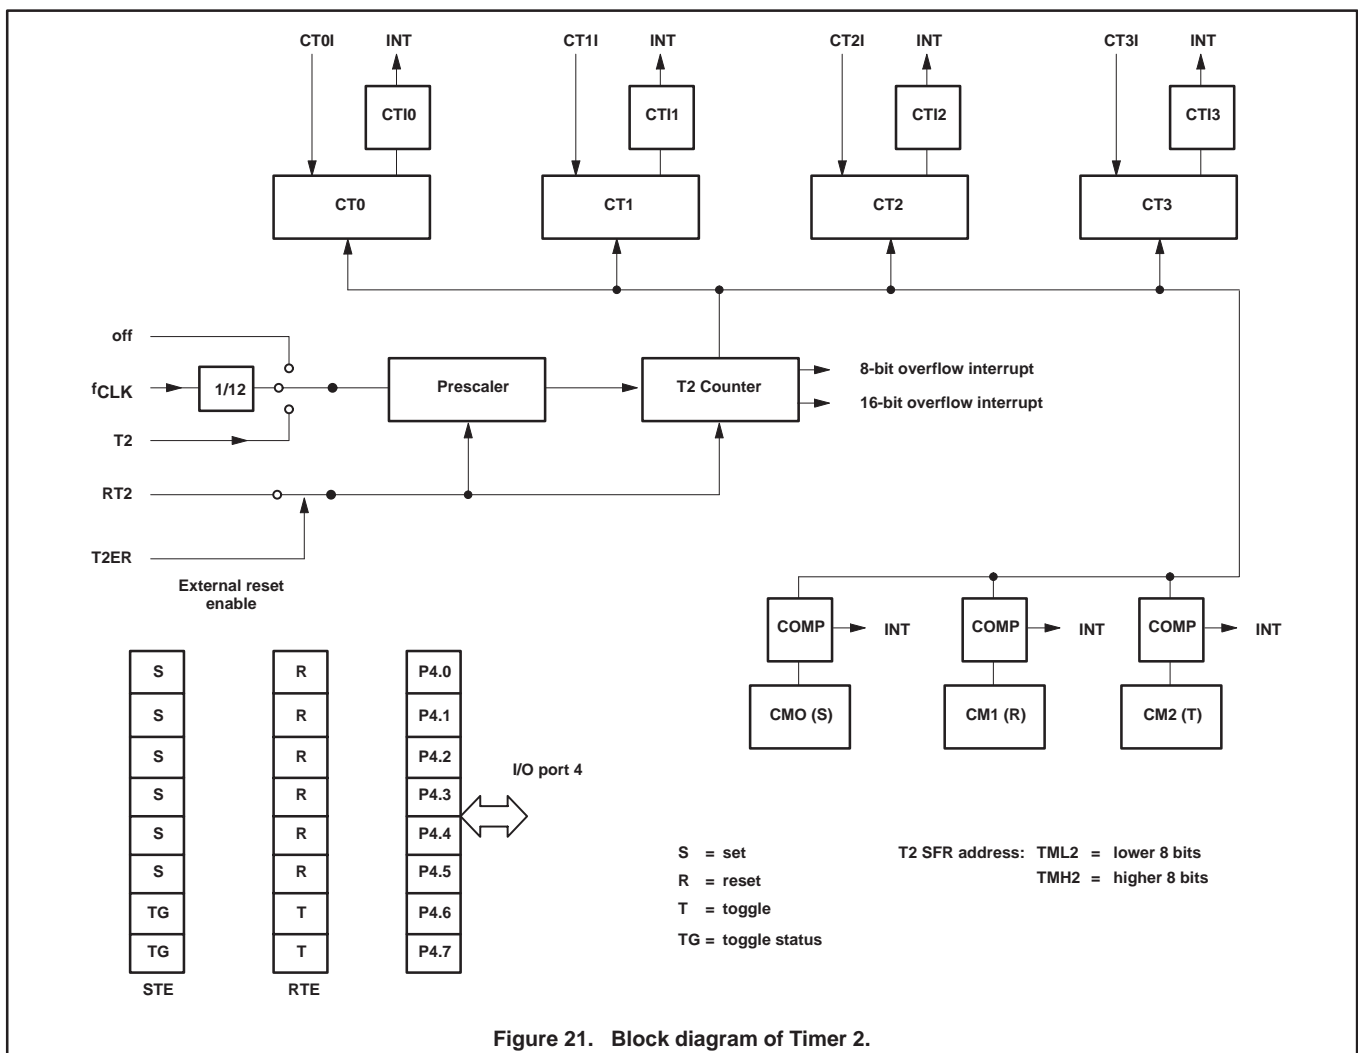 CT0I INT CT1I INT CT2I INT CT3I INT
CTI0 CTI1 CTI2 CTI3
CT0 CT1 CT2 CT3
off
fCLK 1/12 Prescaler T2 Counter
8-bit overflow interrupt
16-bit overflow interrupt
T2
RT2
T2ER
External reset
enable
COMP INT COMP INT COMP INT
CMO (S) CM1 (R) CM2 (T)
S R P4.0
S R P4.1
S R P4.2
S R P4.3
S R P4.4
S R P4.5
TG T P4.6
TG T P4.7
STE RTE
I/O port 4
S = set
R = reset
T = toggle
TG = toggle status
T2 SFR address: TML2 = lower 8 bits
TMH2 = higher 8 bits
Figure 21. Block diagram of Timer 2.